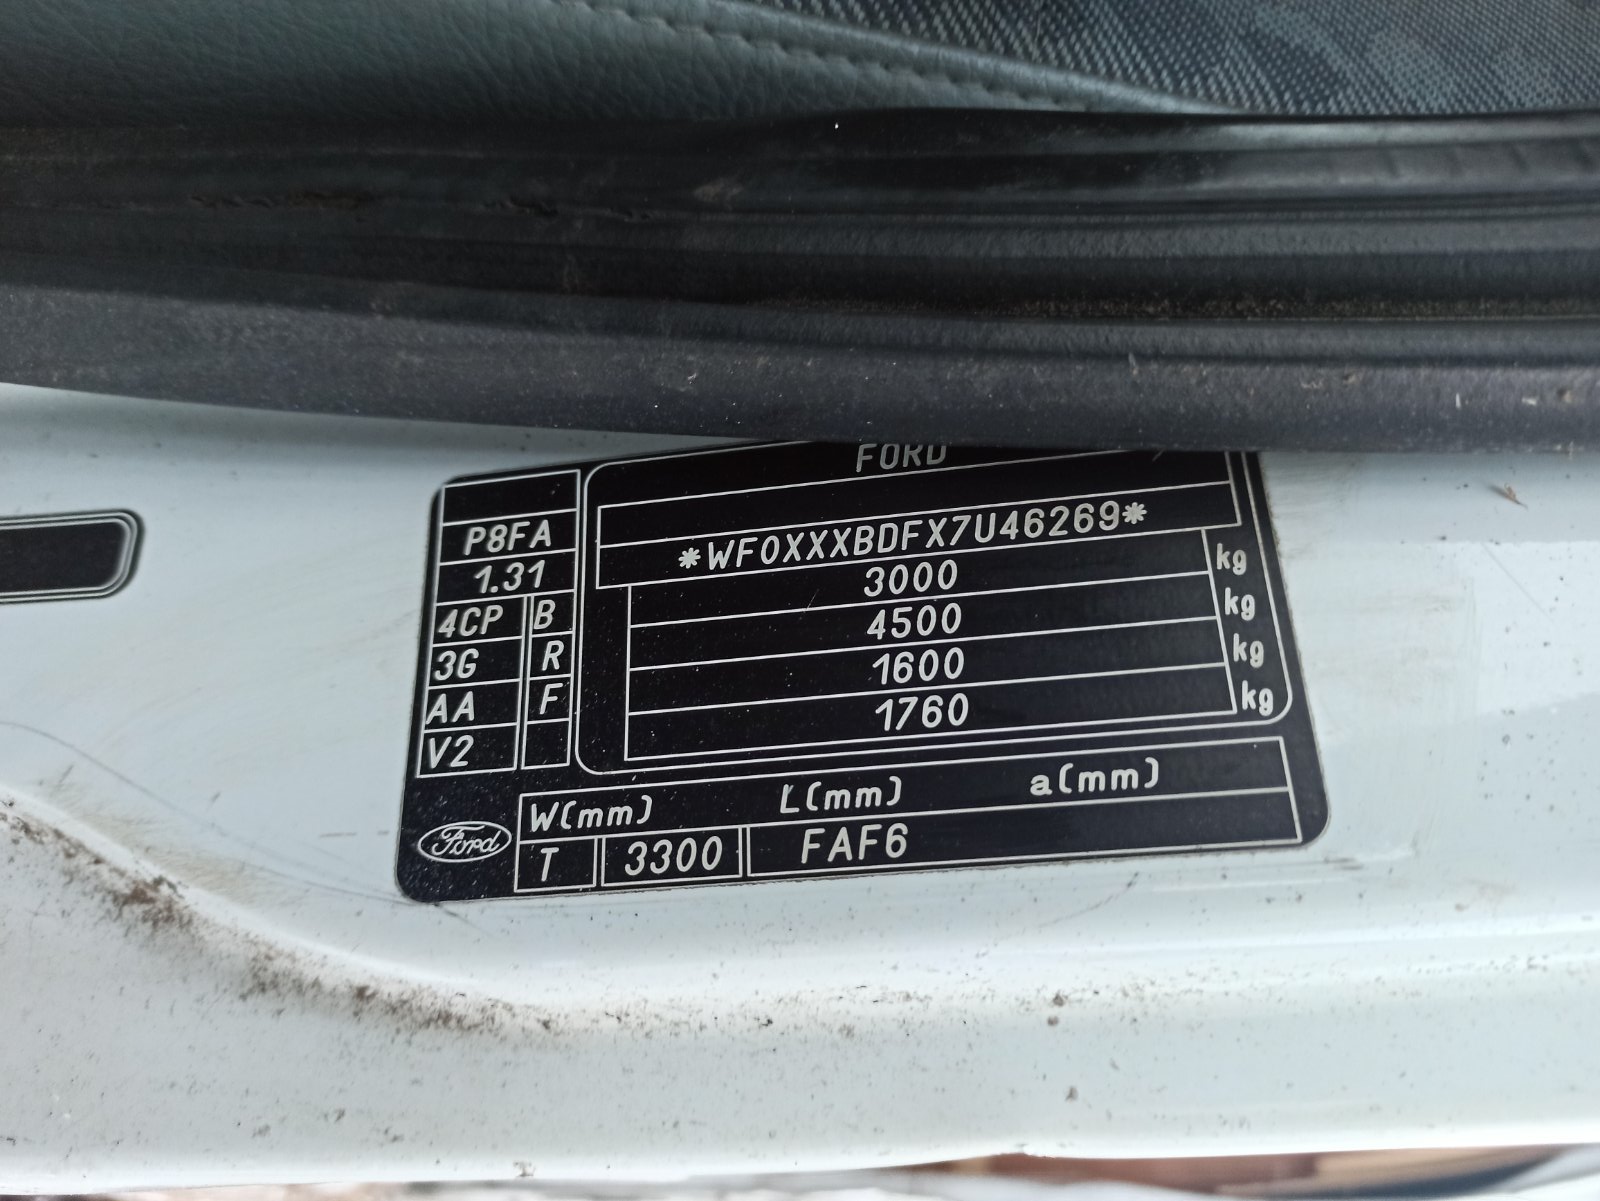 FORD
*WF0XXXBDFX7U46269*
3000 kg
4500 kg
1600 kg
1760 kg
P8FA
1.31
4CP B
3G R
AA F
V2
W(mm) L(mm) a(mm)
Ford
T 3300 FAF6